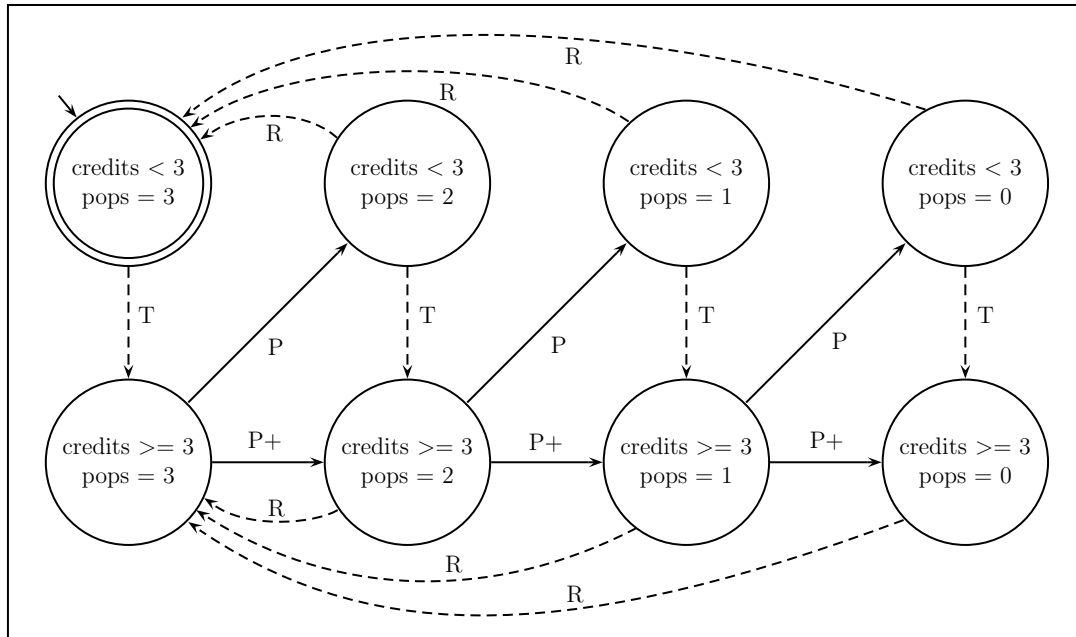 R
R
R
credits < 3
pops = 3
credits < 3
pops = 2
credits < 3
pops = 1
credits < 3
pops = 0
T
T
T
T
P
P
P
P+
P+
P+
credits >= 3
pops = 3
credits >= 3
pops = 2
credits >= 3
pops = 1
credits >= 3
pops = 0
R
R
R